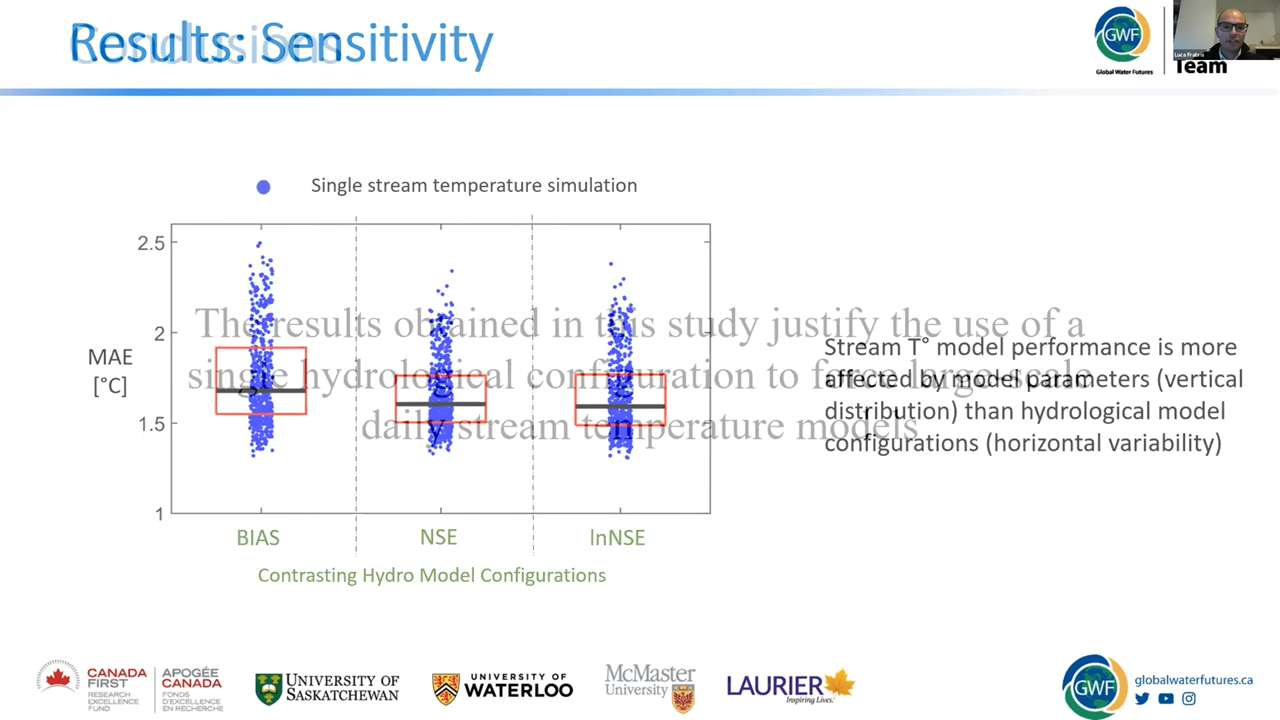 Results: Sensitivity
Conclusions
GWF
Global Water Futures
Team
Luca Frabris
Single stream temperature simulation
2.5
2
1.5
1
MAE
[°C]
The results obtained in this study justify the use of a
single hydrological configuration to force large-scale
daily stream temperature models
Stream T° model performance is more
affected by model parameters (vertical
distribution) than hydrological model
configurations (horizontal variability)
BIAS
NSE
lnNSE
Contrasting Hydro Model Configurations
CANADA
FIRST
RESEARCH
EXCELLENCE
FUND
APOGÉE
CANADA
FONDS
D'EXCELLENCE
EN RECHERCHE
UNIVERSITY OF
SASKATCHEWAN
UNIVERSITY OF
WATERLOO
McMaster
University
LAURIER
Inspiring Lives.
GWF
globalwaterfutures.ca